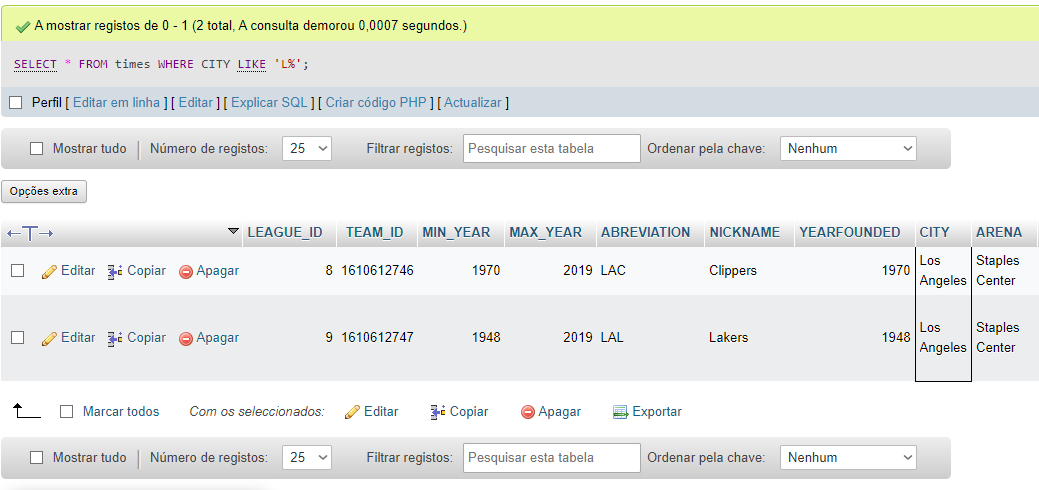 A mostrar registos de 0 - 1 (2 total, A consulta demorou 0,0007 segundos.)
SELECT * FROM times WHERE CITY LIKE 'L%';
Perfil [ Editar em linha ] [ Editar ] [ Explicar SQL ] [ Criar código PHP ] [ Actualizar ]
Mostrar tudo | Número de registos: 25 Filtrar registos: Pesquisar esta tabela Ordenar pela chave: Nenhum
Opções extra
←T→ LEAGUE_ID TEAM_ID MIN_YEAR MAX_YEAR ABREVIATION NICKNAME YEARFOUNDED CITY ARENA
Editar Copiar Apagar 8 1610612746 1970 2019 LAC Clippers 1970 Los Angeles Staples Center
Editar Copiar Apagar 9 1610612747 1948 2019 LAL Lakers 1948 Los Angeles Staples Center
Marcar todos Com os seleccionados: Editar Copiar Apagar Exportar
Mostrar tudo | Número de registos: 25 Filtrar registos: Pesquisar esta tabela Ordenar pela chave: Nenhum